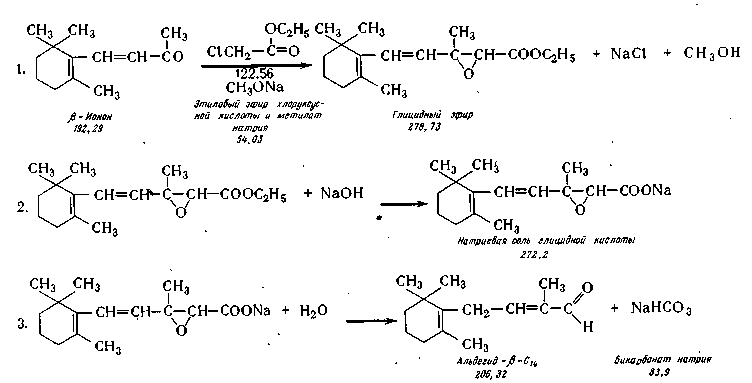 1.
CH₃ CH₃ CH=CH CH₃ CO CH₃
β-Ионон
192,29
ClCH₂ OC₂H₅ C=O
122,56
CH₃ONa
Этиловый эфир хлоруксус-
ной кислоты и метилат
натрия
54,03
CH₃ CH₃ CH=CH CH₃ C CH COOC₂H₅ O CH₃ + NaCl + CH₃OH
Глицидный эфир
278,73
2.
CH₃ CH₃ CH=CH CH₃ C CH COOC₂H₅ O CH₃ + NaOH
CH₃ CH₃ CH=CH CH₃ C CH COONa O CH₃
Натриевая соль глицидной кислоты
272,2
3.
CH₃ CH₃ CH=CH CH₃ C CH COONa O CH₃ + H₂O
CH₃ CH₃ CH₂ CH=C CH₃ C O H CH₃ + NaHCO₃
Альдегид-β-C₁₄
206,32
Бикарбонат натрия
83,9